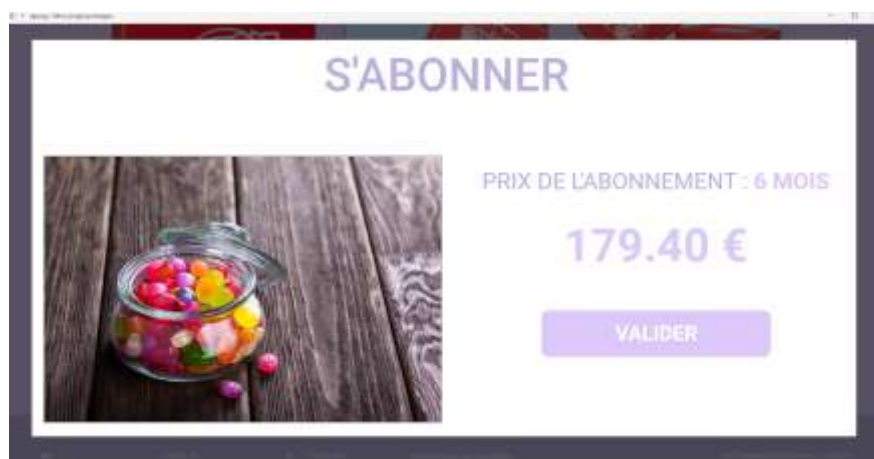 S'ABONNER
PRIX DE L'ABONNEMENT : 6 MOIS
179.40 €
VALIDER